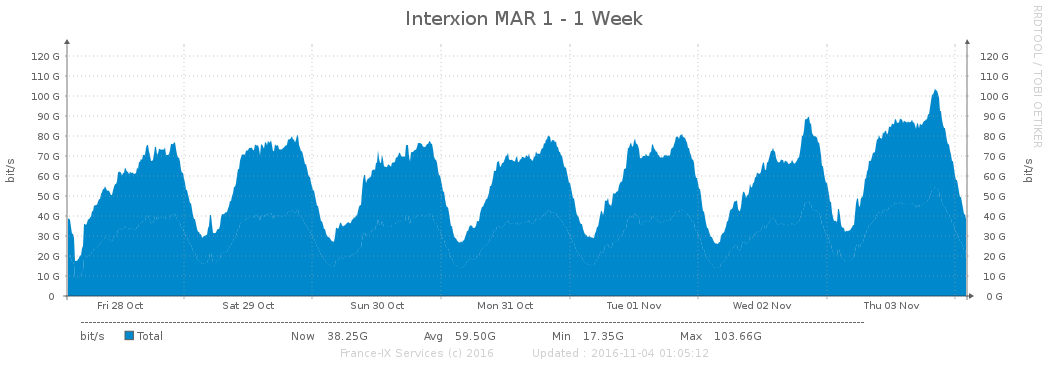 Interxion MAR 1 - 1 Week
RRDTOOL / TOBI OETIKER
bit/s
120 G 120 G
110 G 110 G
100 G 100 G
90 G 90 G
80 G 80 G
70 G 70 G
60 G 60 G
50 G 50 G
40 G 40 G
30 G 30 G
20 G 20 G
10 G 10 G
0 0 G
bit/s
Fri 28 Oct Sat 29 Oct Sun 30 Oct Mon 31 Oct Tue 01 Nov Wed 02 Nov Thu 03 Nov
bit/s Total Now 38.25G Avg 59.50G Min 17.35G Max 103.66G
France-IX Services (c) 2016 Updated : 2016-11-04 01:05:12